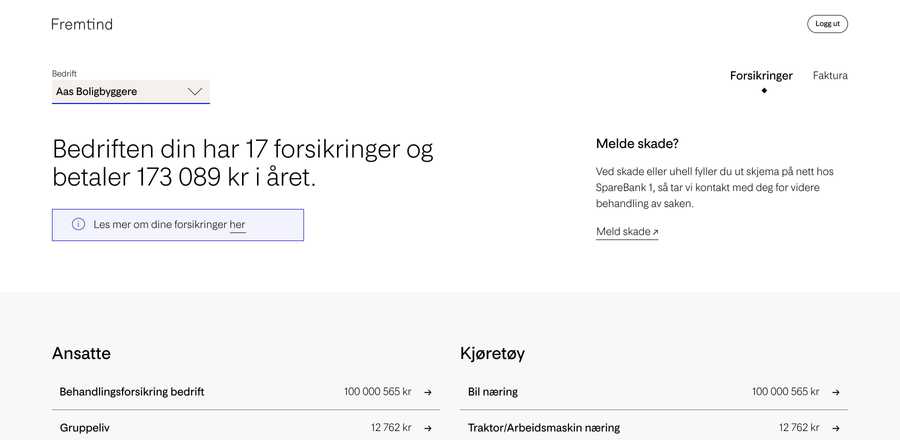 Fremtind
Logg ut
Bedrift
Aas Boligbyggere
Forsikringer
Faktura
Bedriften din har 17 forsikringer og
betaler 173 089 kr i året.
Les mer om dine forsikringer her
Melde skade?
Ved skade eller uhell fyller du ut skjema på nett hos
SpareBank 1, så tar vi kontakt med deg for videre
behandling av saken.
Meld skade ↗
Ansatte
Behandlingsforsikring bedrift 100 000 565 kr →
Gruppeliv 12 762 kr →
Kjøretøy
Bil næring 100 000 565 kr →
Traktor/Arbeidsmaskin næring 12 762 kr →